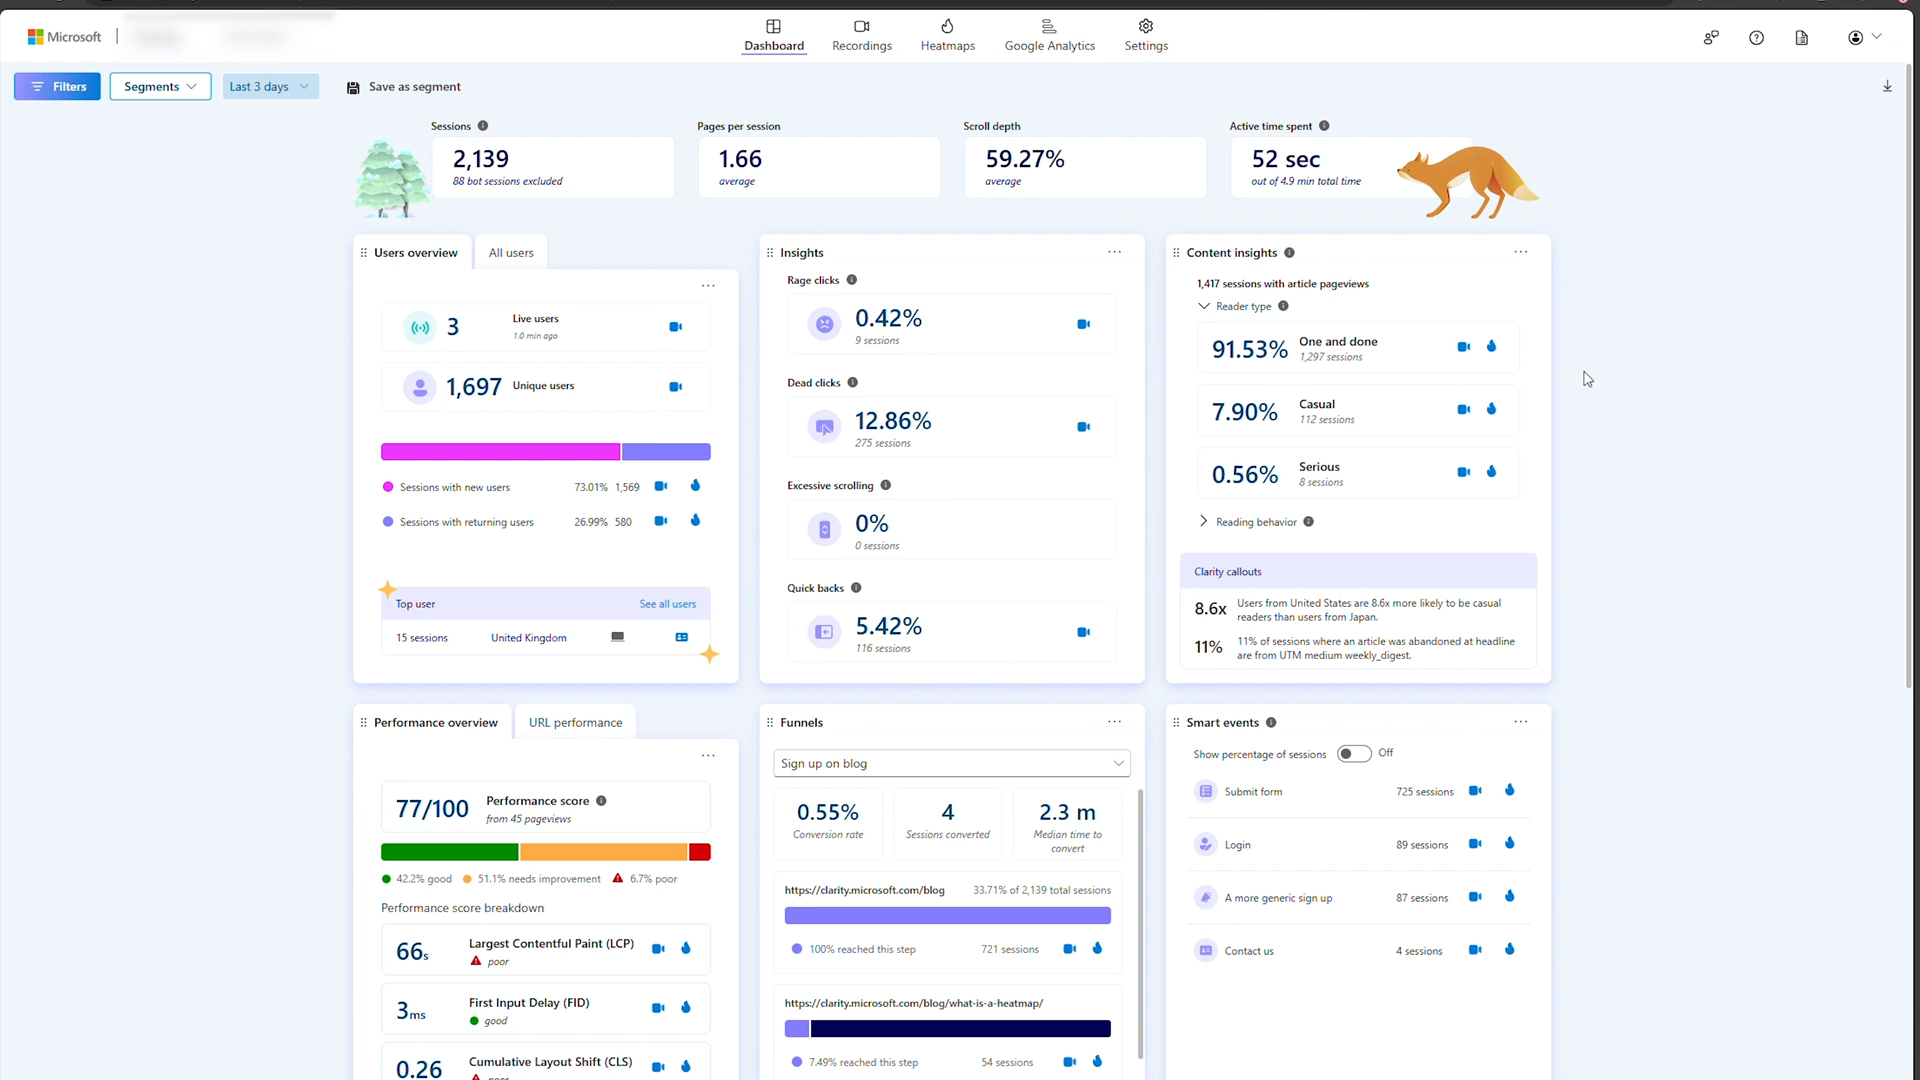 Microsoft
Dashboard
Recordings
Heatmaps
Google Analytics
Settings
Filters
Segments
Last 3 days
Save as segment
Sessions
2,139
88 bot sessions excluded
Pages per session
1.66
average
Scroll depth
59.27%
average
Active time spent
52 sec
out of 4.9 min total time
Users overview
All users
3
Live users
1.0 min ago
1,697
Unique users
Sessions with new users 73.01% 1,569
Sessions with returning users 26.99% 580
Top user
See all users
15 sessions United Kingdom
Insights
Rage clicks
0.42%
9 sessions
Dead clicks
12.86%
275 sessions
Excessive scrolling
0%
0 sessions
Quick backs
5.42%
116 sessions
Content insights
1,417 sessions with article pageviews
Reader type
91.53%
One and done
1,297 sessions
7.90%
Casual
112 sessions
0.56%
Serious
8 sessions
Reading behavior
Clarity callouts
8.6x
Users from United States are 8.6x more likely to be casual
readers than users from Japan.
11%
11% of sessions where an article was abandoned at headline
are from UTM medium weekly_digest.
Performance overview
URL performance
77/100
Performance score
from 45 pageviews
42.2% good
51.1% needs improvement
6.7% poor
Performance score breakdown
66s
Largest Contentful Paint (LCP)
poor
3ms
First Input Delay (FID)
good
0.26
Cumulative Layout Shift (CLS)
poor
Funnels
Sign up on blog
0.55%
Conversion rate
4
Sessions converted
2.3 m
Median time to
convert
https://clarity.microsoft.com/blog
33.71% of 2,139 total sessions
100% reached this step
721 sessions
https://clarity.microsoft.com/blog/what-is-a-heatmap/
7.49% reached this step
54 sessions
Smart events
Show percentage of sessions
Off
Submit form
725 sessions
Login
89 sessions
A more generic sign up
87 sessions
Contact us
4 sessions